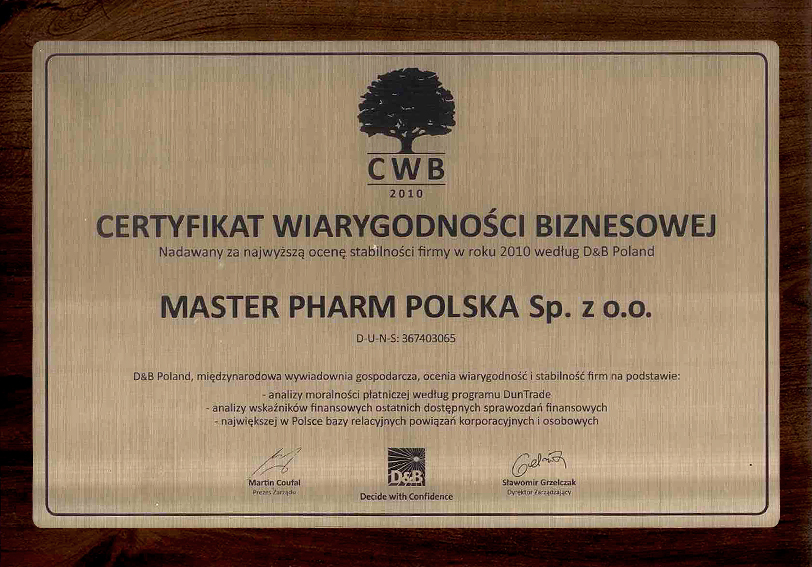 CWB
2010
CERTYFIKAT WIARYGODNOŚCI BIZNESOWEJ
Nadawany za najwyższą ocenę stabilności firmy w roku 2010 według D&B Poland
MASTER PHARM POLSKA Sp. z o.o.
D-U-N-S: 367403065
D&B Poland, międzynarodowa wywiadownia gospodarcza, ocenia wiarygodność i stabilność firm na podstawie:
- analizy moralności płatniczej według programu DunTrade
- analizy wskaźników finansowych ostatnich dostępnych sprawozdań finansowych
- największej w Polsce bazy relacyjnych powiązań korporacyjnych i osobowych
Martin Coufal
Prezes Zarządu
D&B
Decide with Confidence
Sławomir Grzelczak
Dyrektor Zarządzający